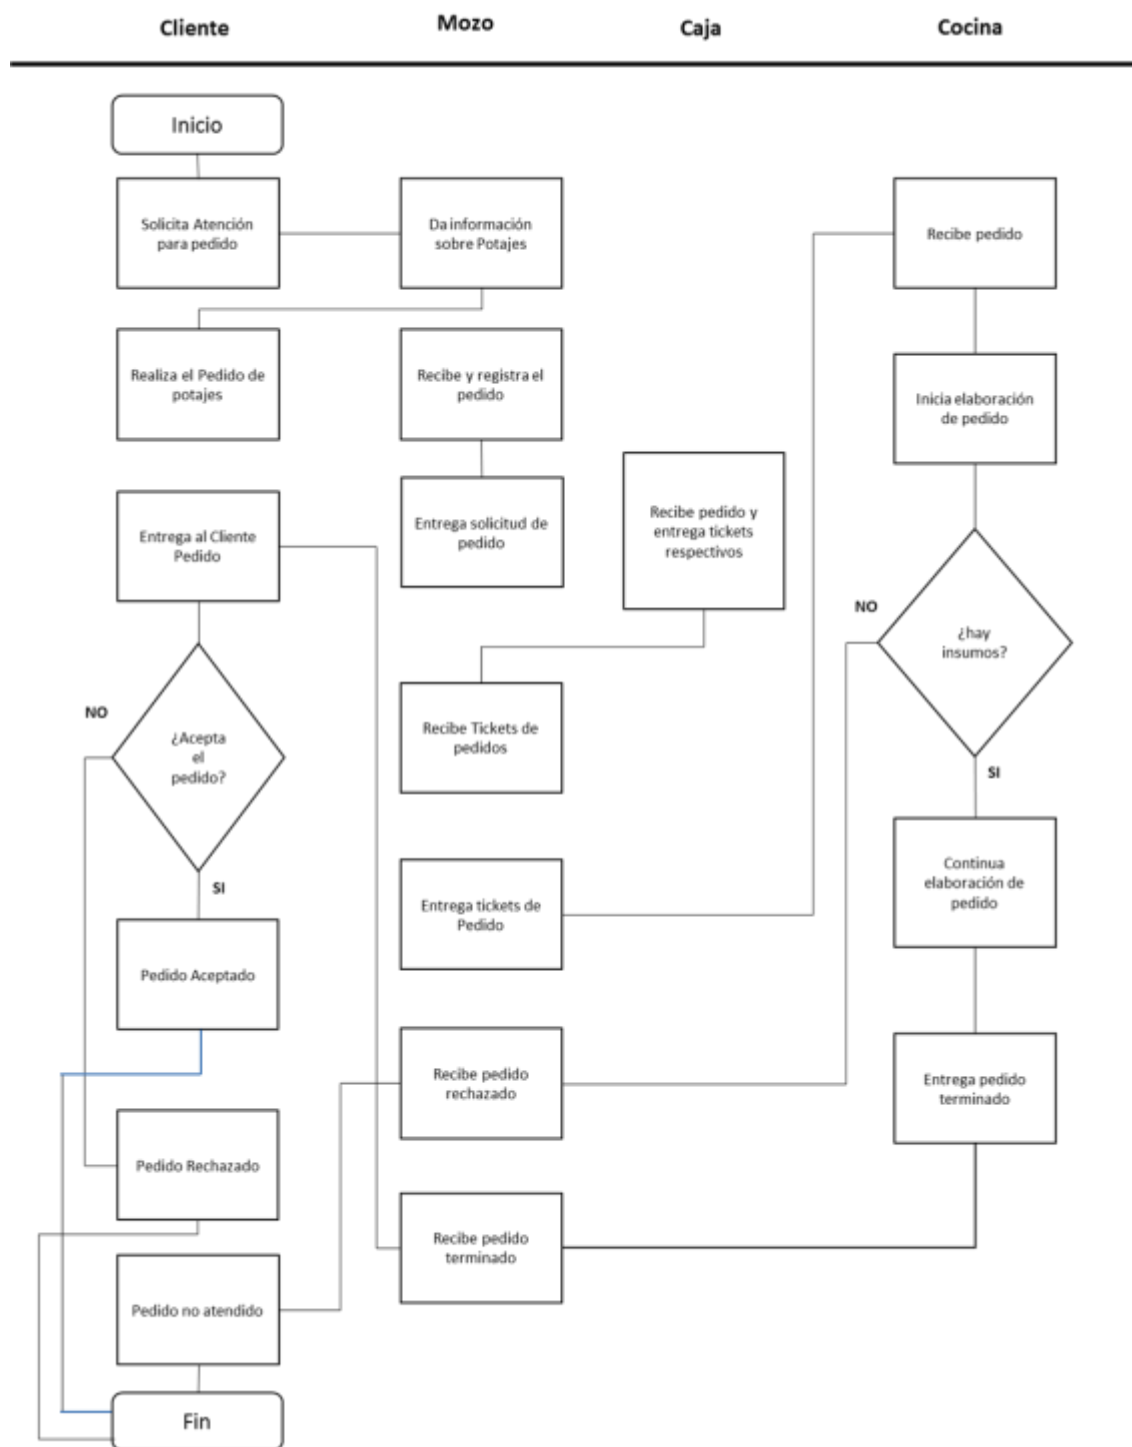 Cliente
Mozo
Caja
Cocina
Inicio
Solicita Atención
para pedido
Da información
sobre Potajes
Recibe pedido
Realiza el Pedido de
potajes
Recibe y registra el
pedido
Inicia elaboración
de pedido
Entrega al Cliente
Pedido
Entrega solicitud de
pedido
Recibe pedido y
entrega tickets
respectivos
NO
¿hay
insumos?
SI
NO
¿Acepta
el
pedido?
SI
Recibe Tickets de
pedidos
Continua
elaboración de
pedido
Entrega tickets de
Pedido
Pedido Aceptado
Recibe pedido
rechazado
Entrega pedido
terminado
Pedido Rechazado
Recibe pedido
terminado
Pedido no atendido
Fin